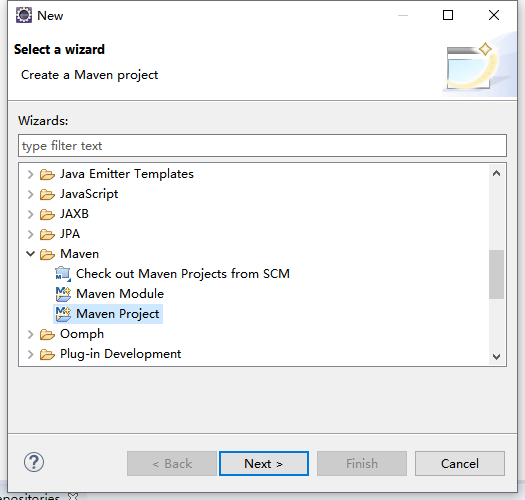 New
Select a wizard
Create a Maven project
Wizards:
type filter text
Java Emitter Templates
JavaScript
JAXB
JPA
Maven
Check out Maven Projects from SCM
Maven Module
Maven Project
Oomph
Plug-in Development
< Back
Next >
Finish
Cancel